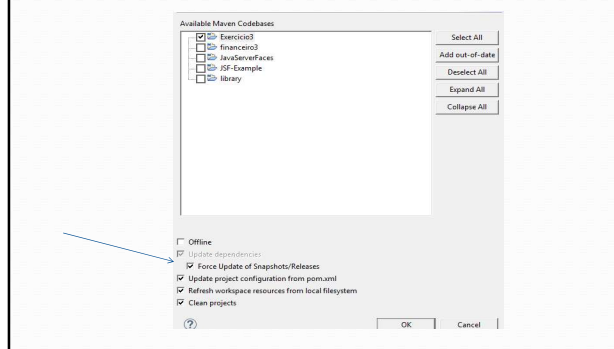 Available Maven Codebases
Exercicio3
financeiro3
JavaServerFaces
JSF-Example
library
Select All
Add out-of-date
Deselect All
Expand All
Collapse All
Offline
Update dependencies
Force Update of Snapshots/Releases
Update project configuration from pom.xml
Refresh workspace resources from local filesystem
Clean projects
?
OK
Cancel